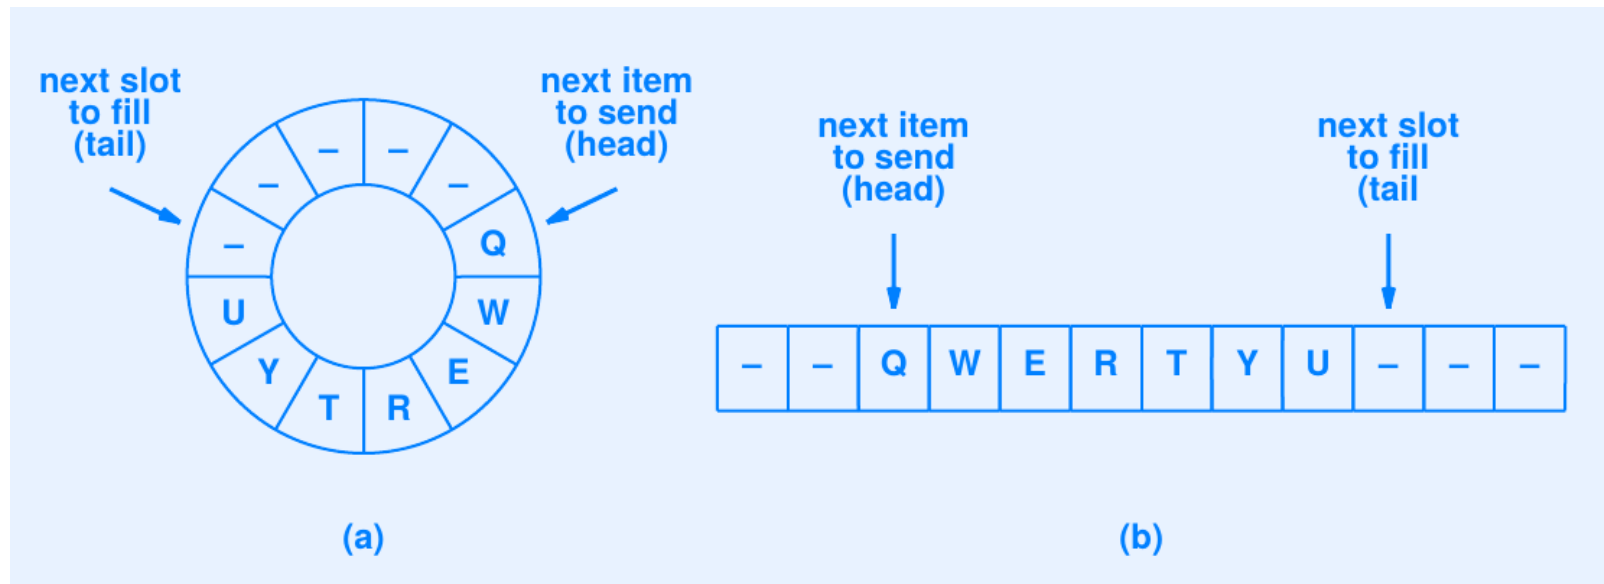 next slot
to fill
(tail)
next item
to send
(head)
– –
– –
– Q
U W
Y E
T R
(a)
next item
to send
(head)
next slot
to fill
(tail
– – Q W E R T Y U – – –
(b)